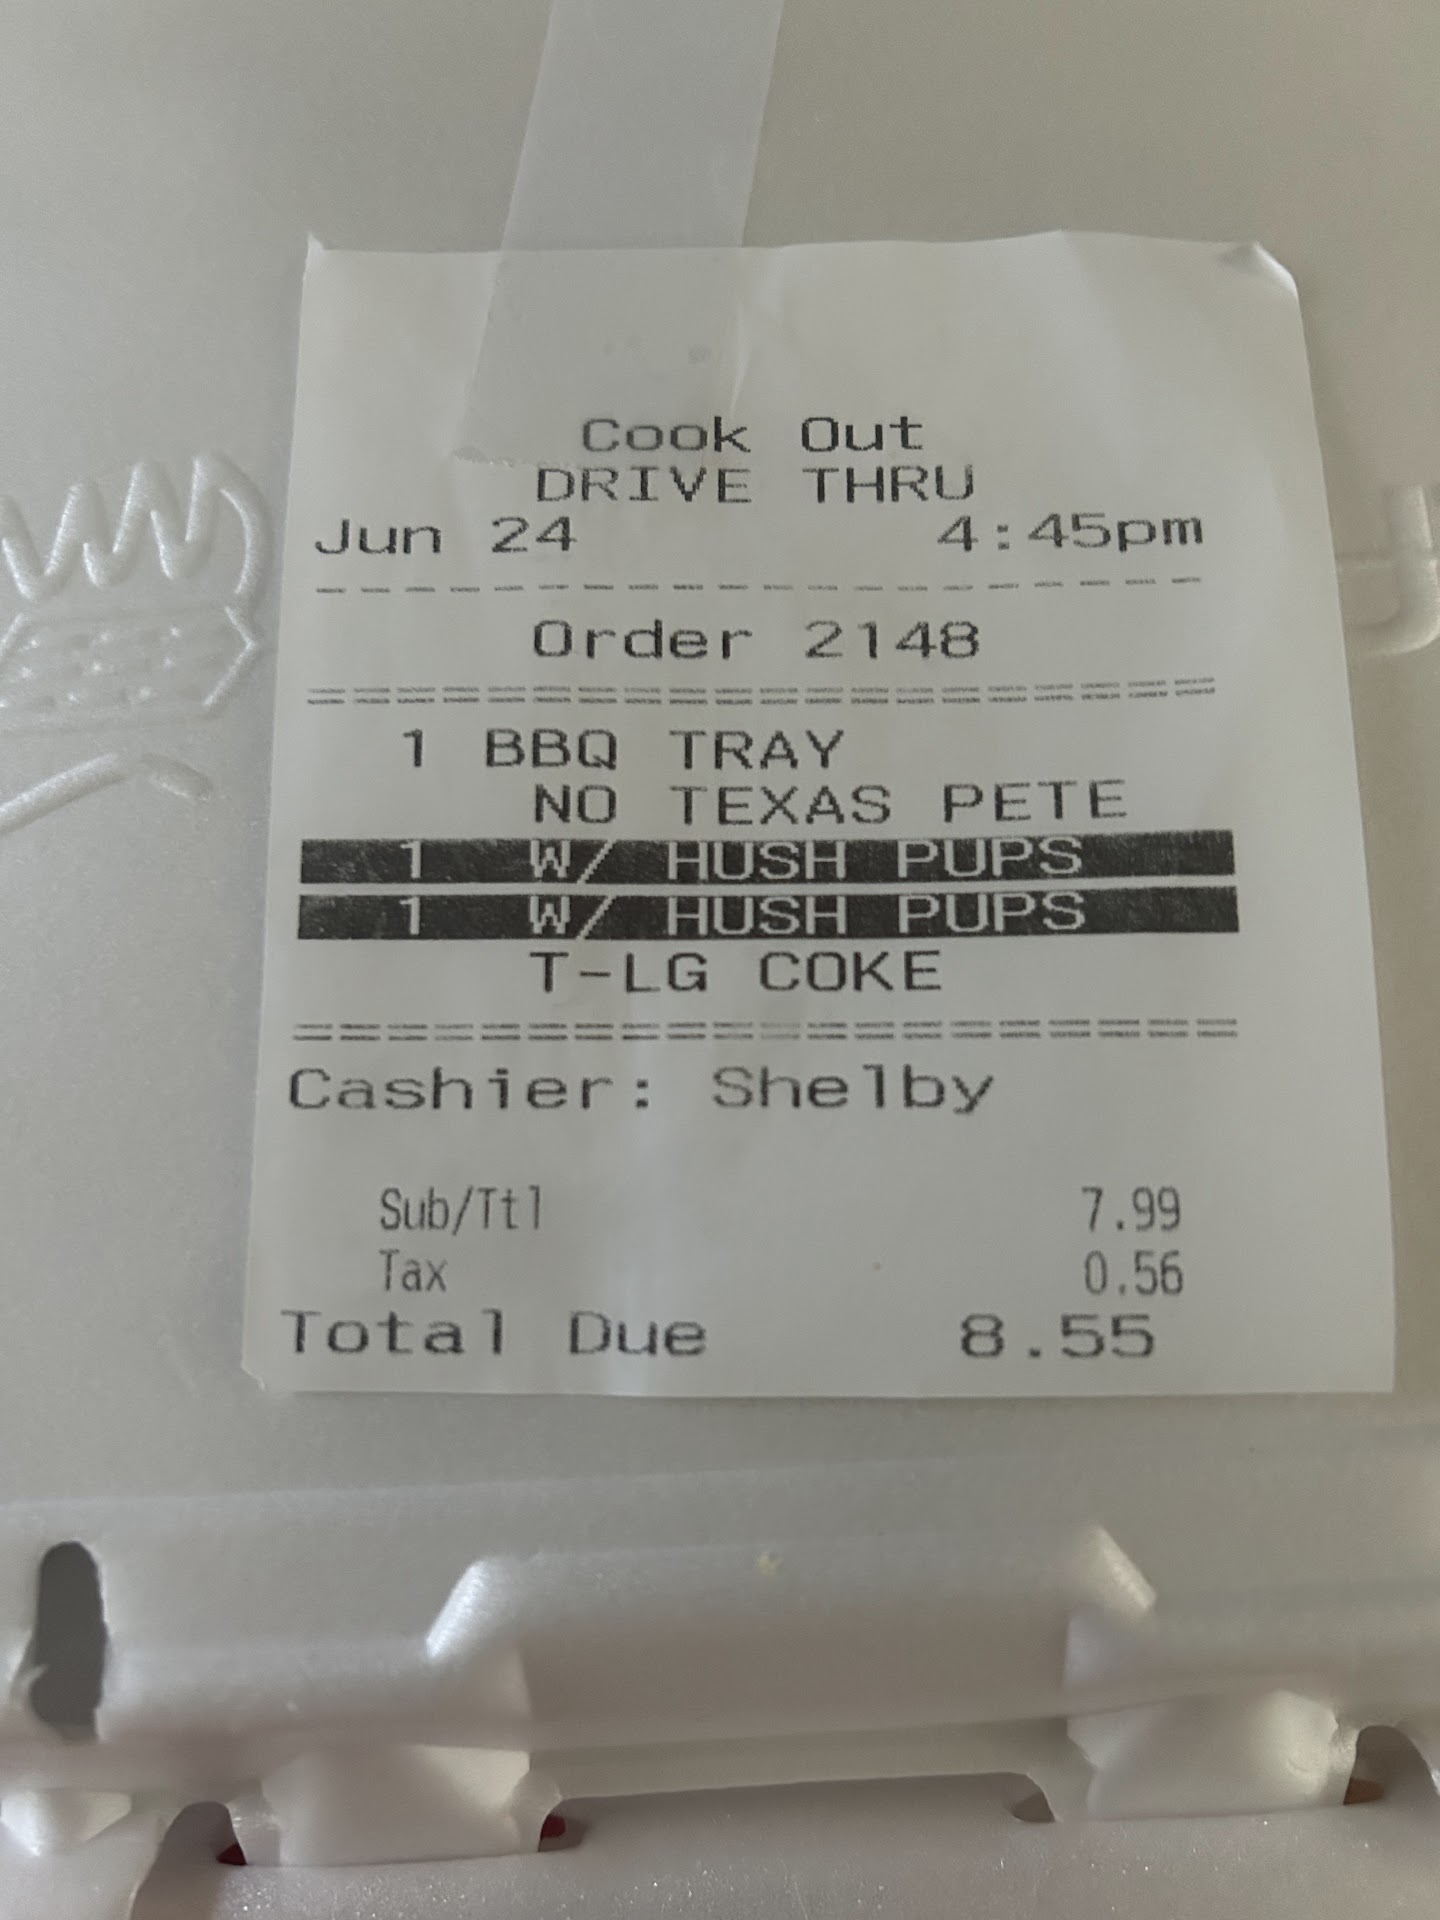 Cook Out
DRIVE THRU
Jun 24 4:45pm
Order 2148
1 BBQ TRAY
NO TEXAS PETE
1 W/ HUSH PUPS
1 W/ HUSH PUPS
T-LG COKE
Cashier: Shelby
Sub/Ttl 7.99
Tax 0.56
Total Due 8.55